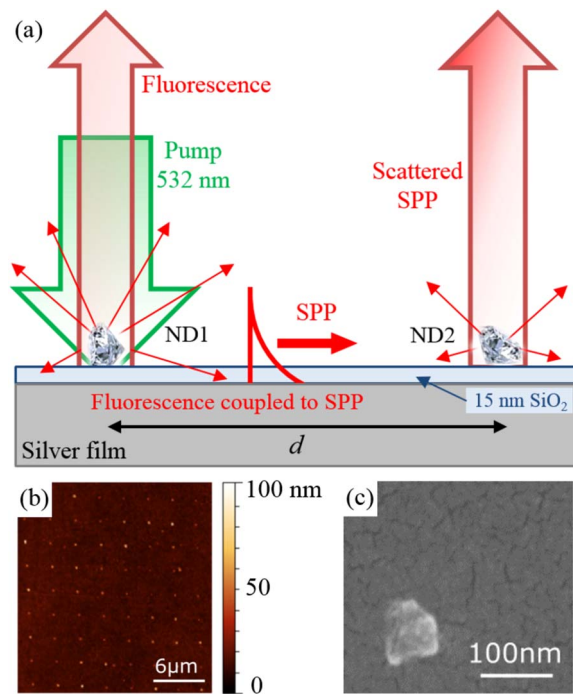 (a)
Fluorescence
Pump
532 nm
Scattered
SPP
ND1
SPP
ND2
Fluorescence coupled to SPP
15 nm SiO₂
d
Silver film
(b)
100 nm
50
0
6μm
(c)
100nm